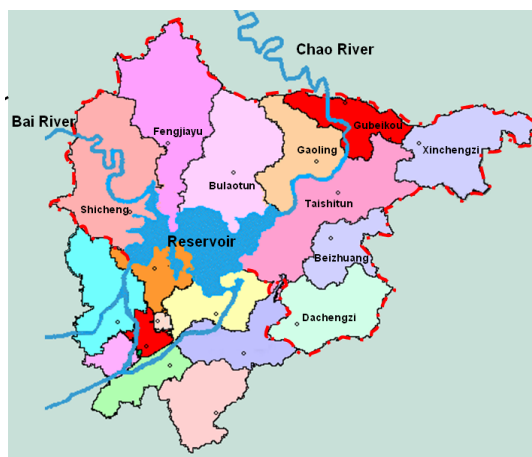 Chao River
Bai River
Fengjiayu
Gubeikou
Gaoling
Xinchengzi
Bulaotun
Taishitun
Shicheng
Reservoir
Beizhuang
Dachengzi